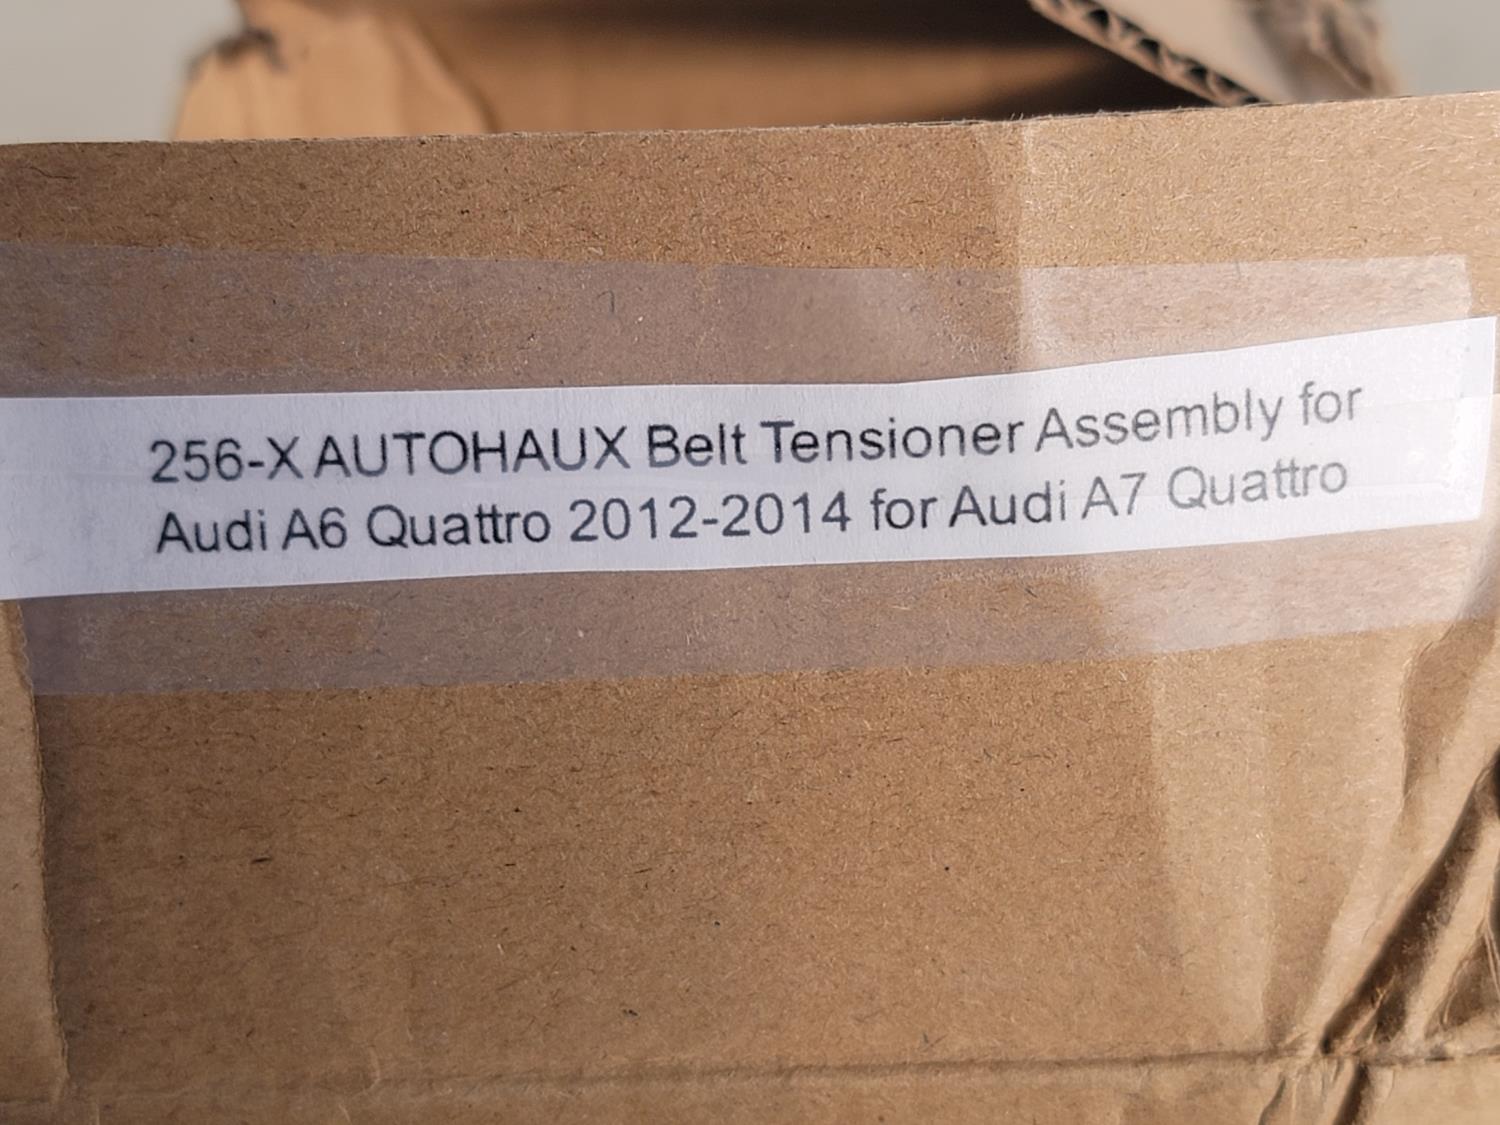 256-X AUTOHAUX Belt Tensioner Assembly for
Audi A6 Quattro 2012-2014 for Audi A7 Quattro